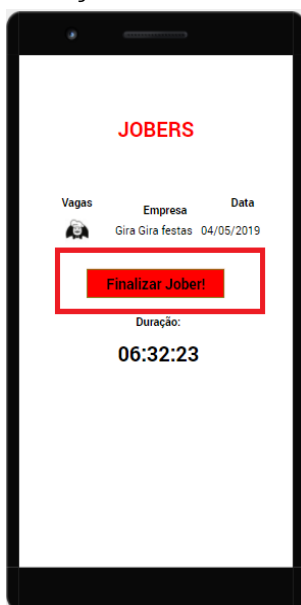 JOBERS
Vagas Empresa Data
Gira Gira festas 04/05/2019
Finalizar Jober!
Duração:
06:32:23